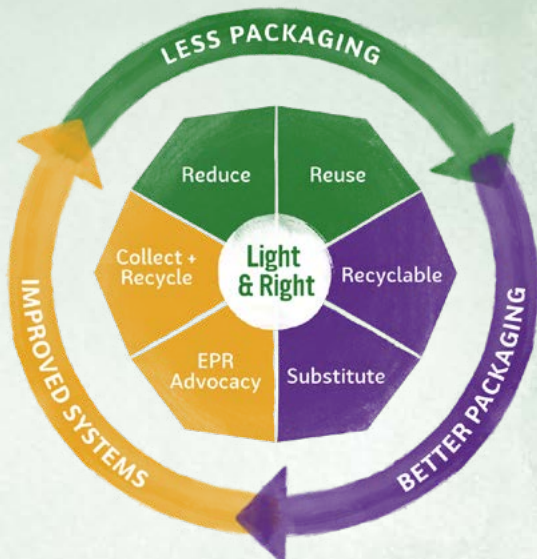 LESS PACKAGING
Reduce
Reuse
Collect +
Recycle
Light
& Right
Recyclable
EPR
Advocacy
Substitute
IMPROVED SYSTEMS
BETTER PACKAGING